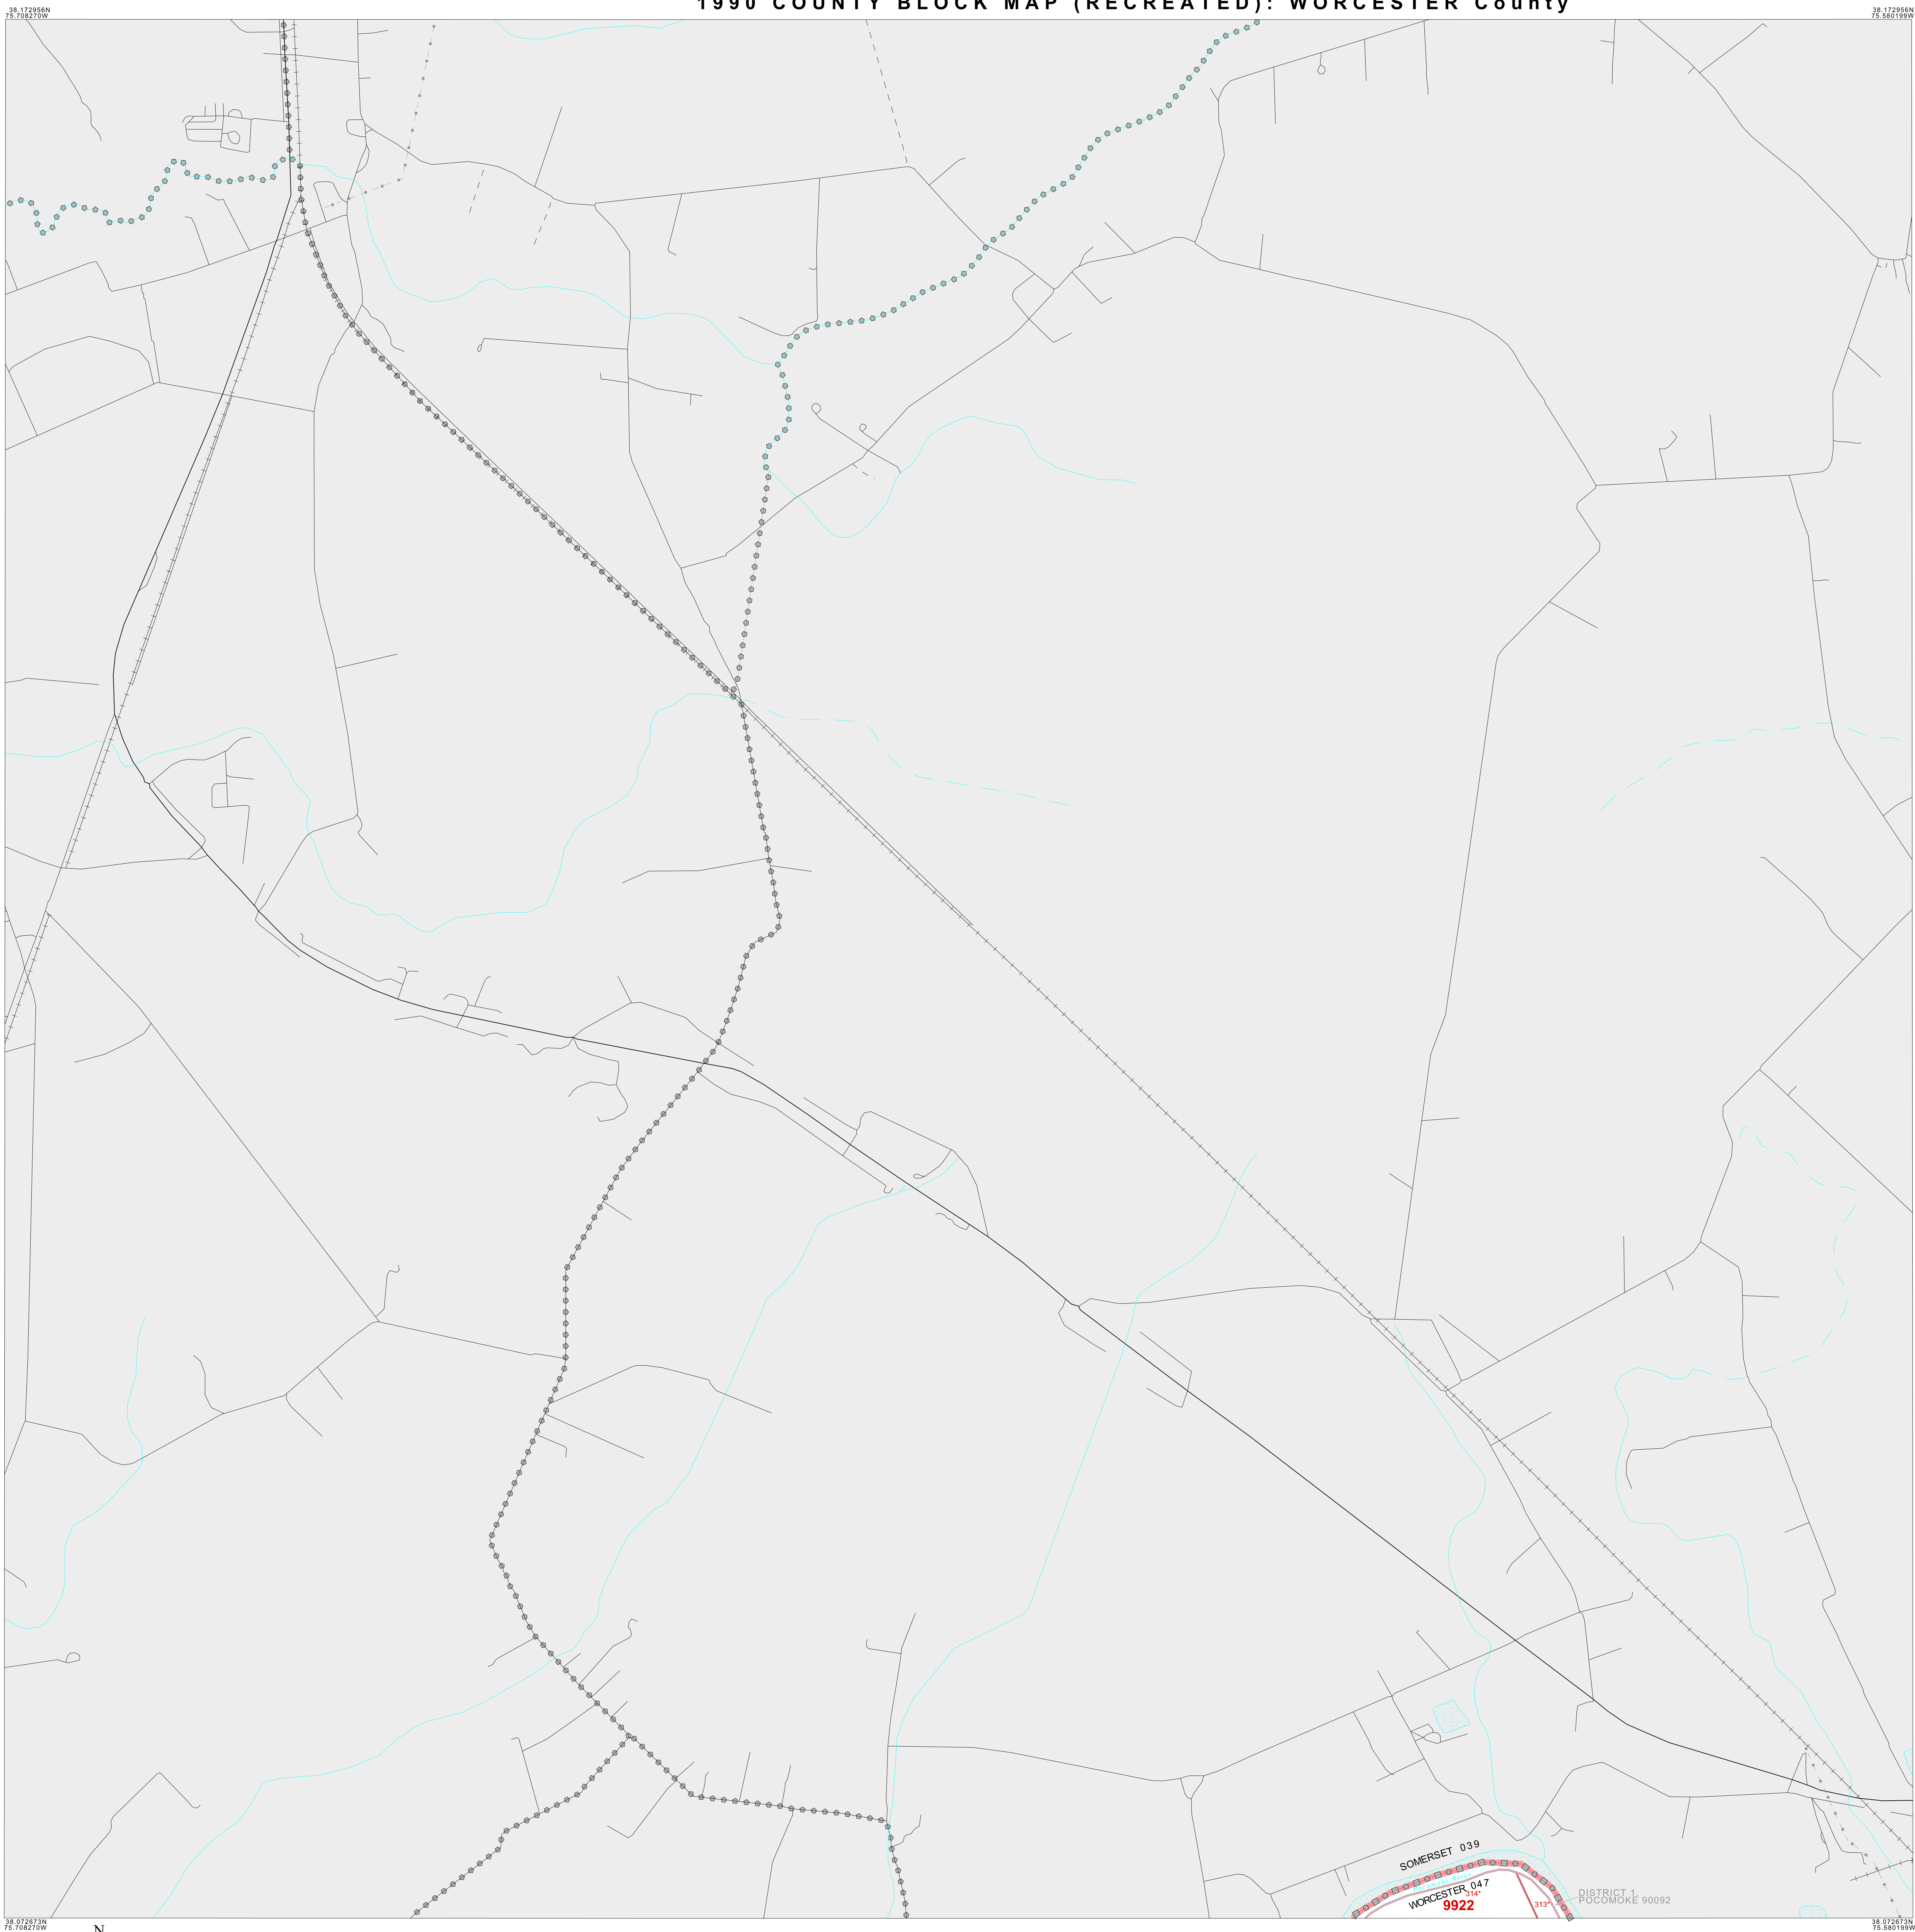 1990 COUNTY BLOCK MAP (RECREATED): WORCESTER County
38.172956N
75.708270W
38.172956N
75.580199W
SOMERSET 039
WORCESTER 047
314*
9922
313*
DISTRICT 1,
POCOMOKE 90092
38.072673N
75.708270W
N
38.072673N
75.580199W